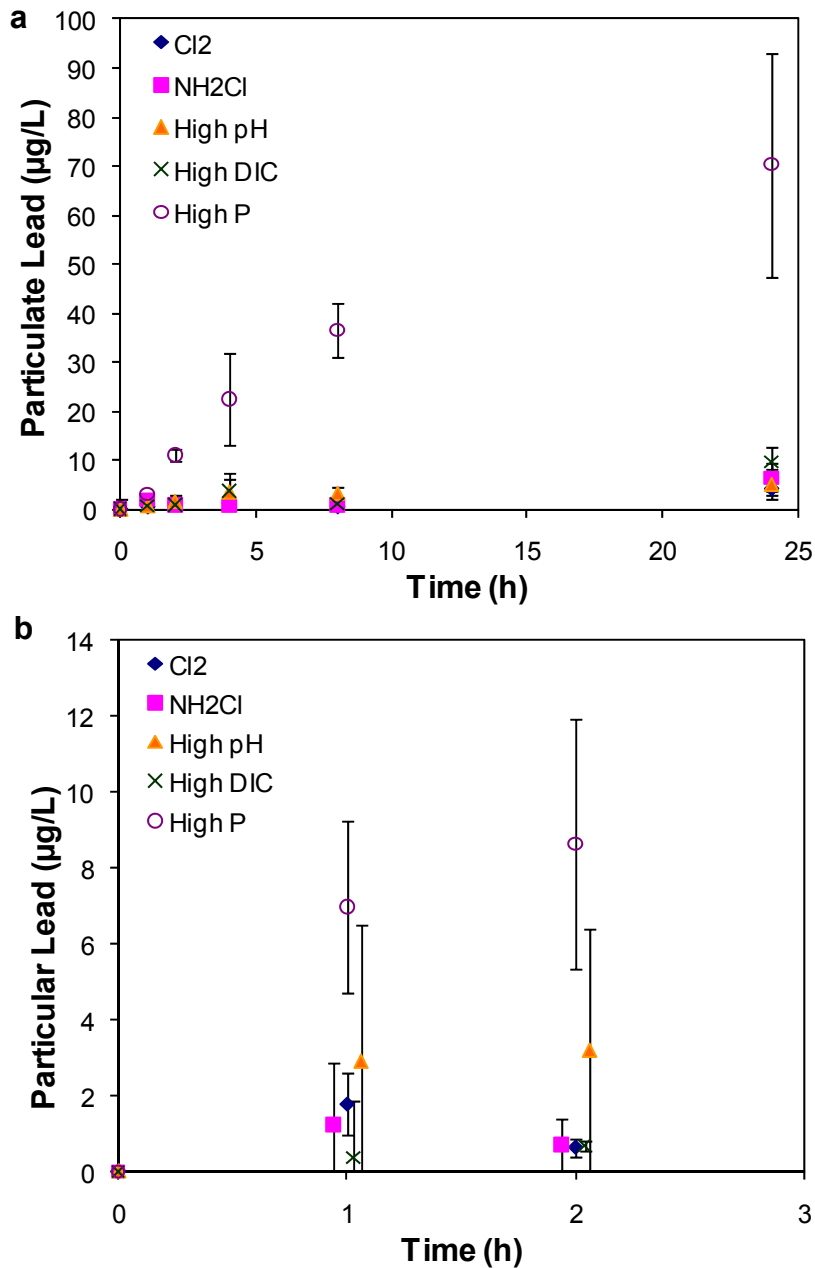 a
100
90
80
70
60
50
40
30
20
10
0
Particulate Lead (µg/L)
Cl2
NH2Cl
High pH
High DIC
High P
0 5 10 15 20 25
Time (h)
b
14
12
10
8
6
4
2
0
Particular Lead (µg/L)
Cl2
NH2Cl
High pH
High DIC
High P
0 1 2 3
Time (h)